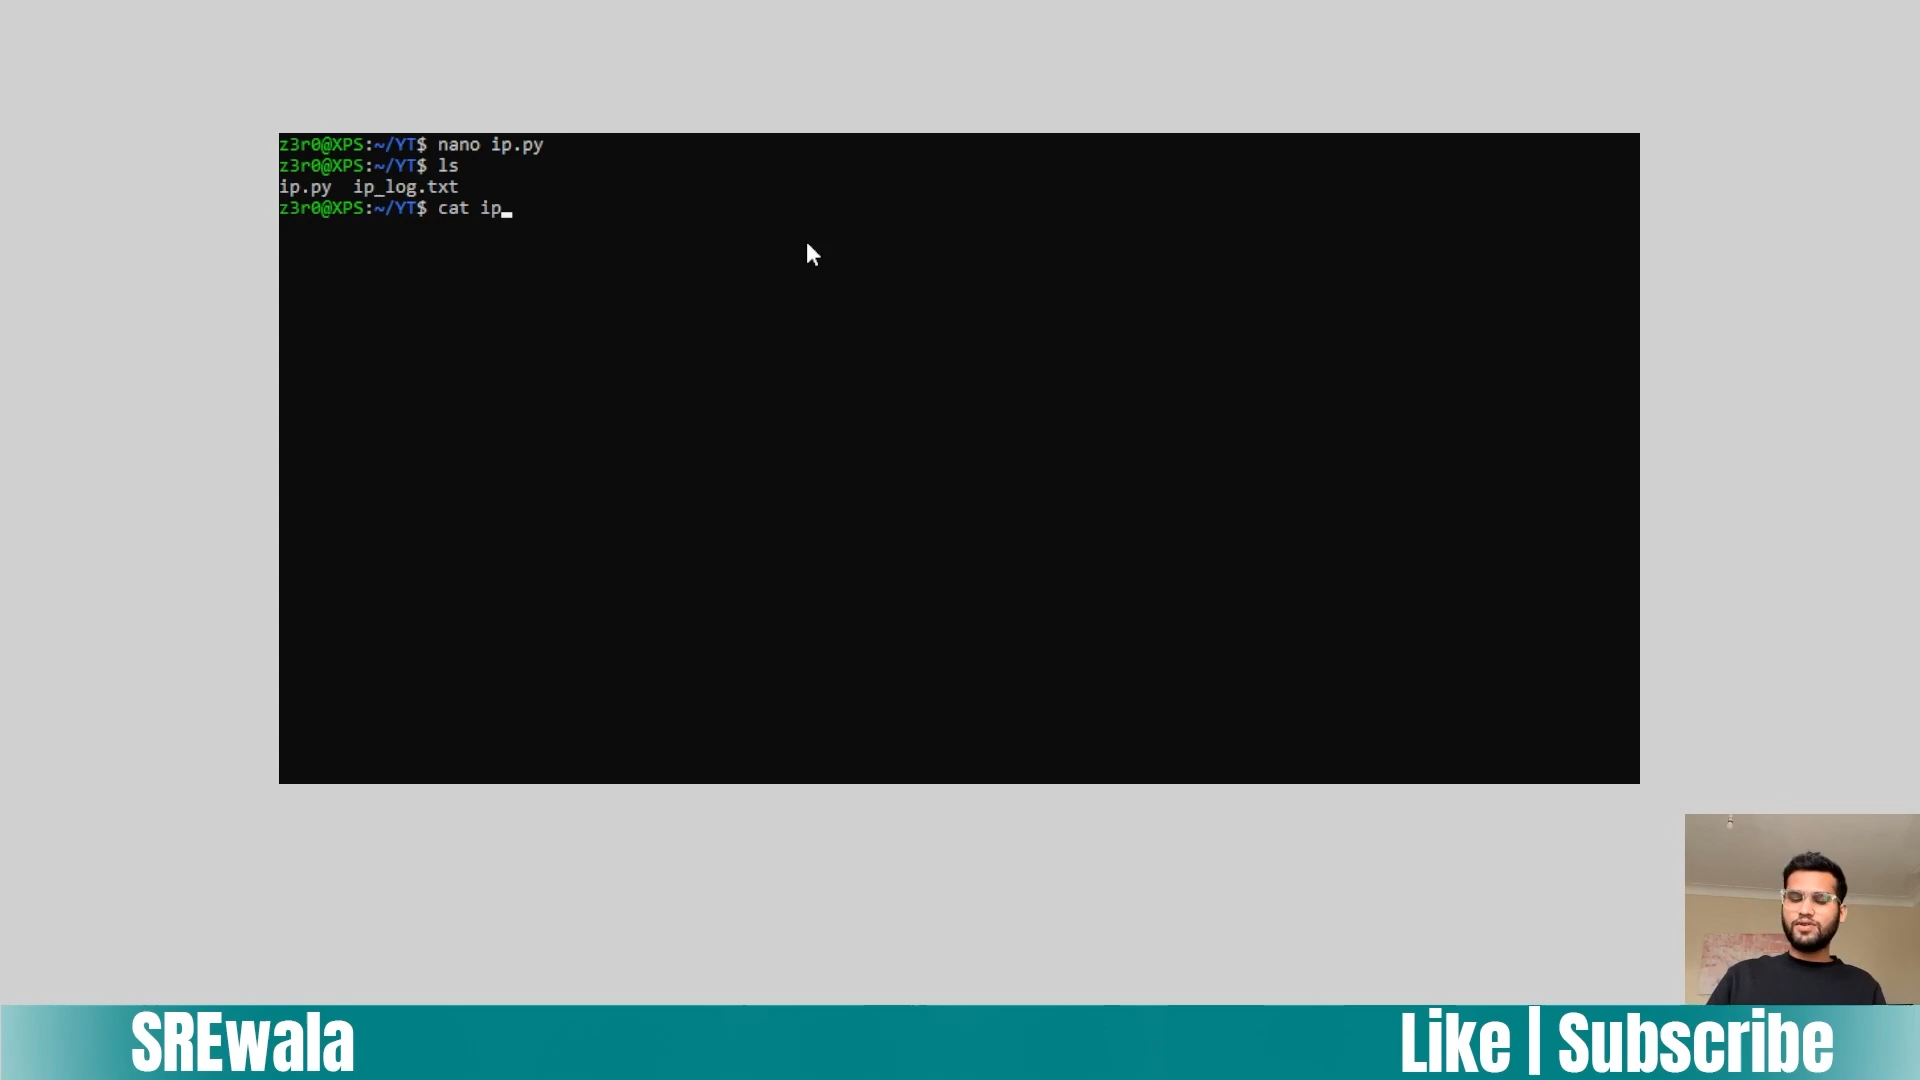 z3r0@XPS:~/YT$ nano ip.py
z3r0@XPS:~/YT$ ls
ip.py  ip_log.txt
z3r0@XPS:~/YT$ cat ip
SREwala
Like | Subscribe